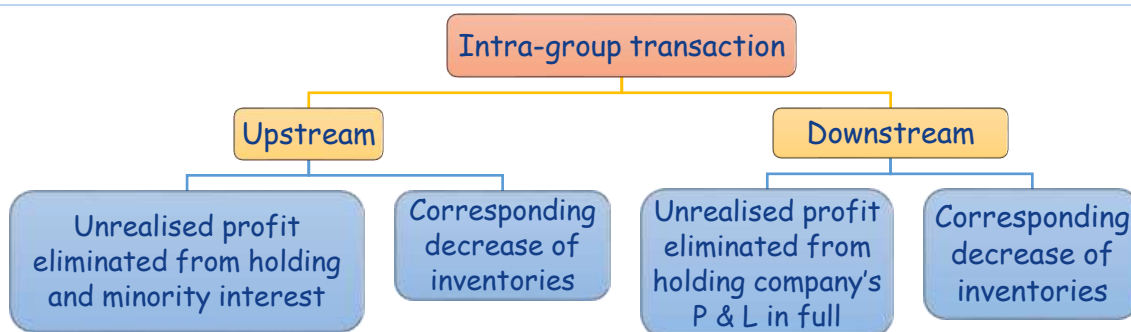 Intra-group transaction
Upstream
Downstream
Unrealised profit
eliminated from holding
and minority interest
Corresponding
decrease of
inventories
Unrealised profit
eliminated from
holding company's
P & L in full
Corresponding
decrease of
inventories